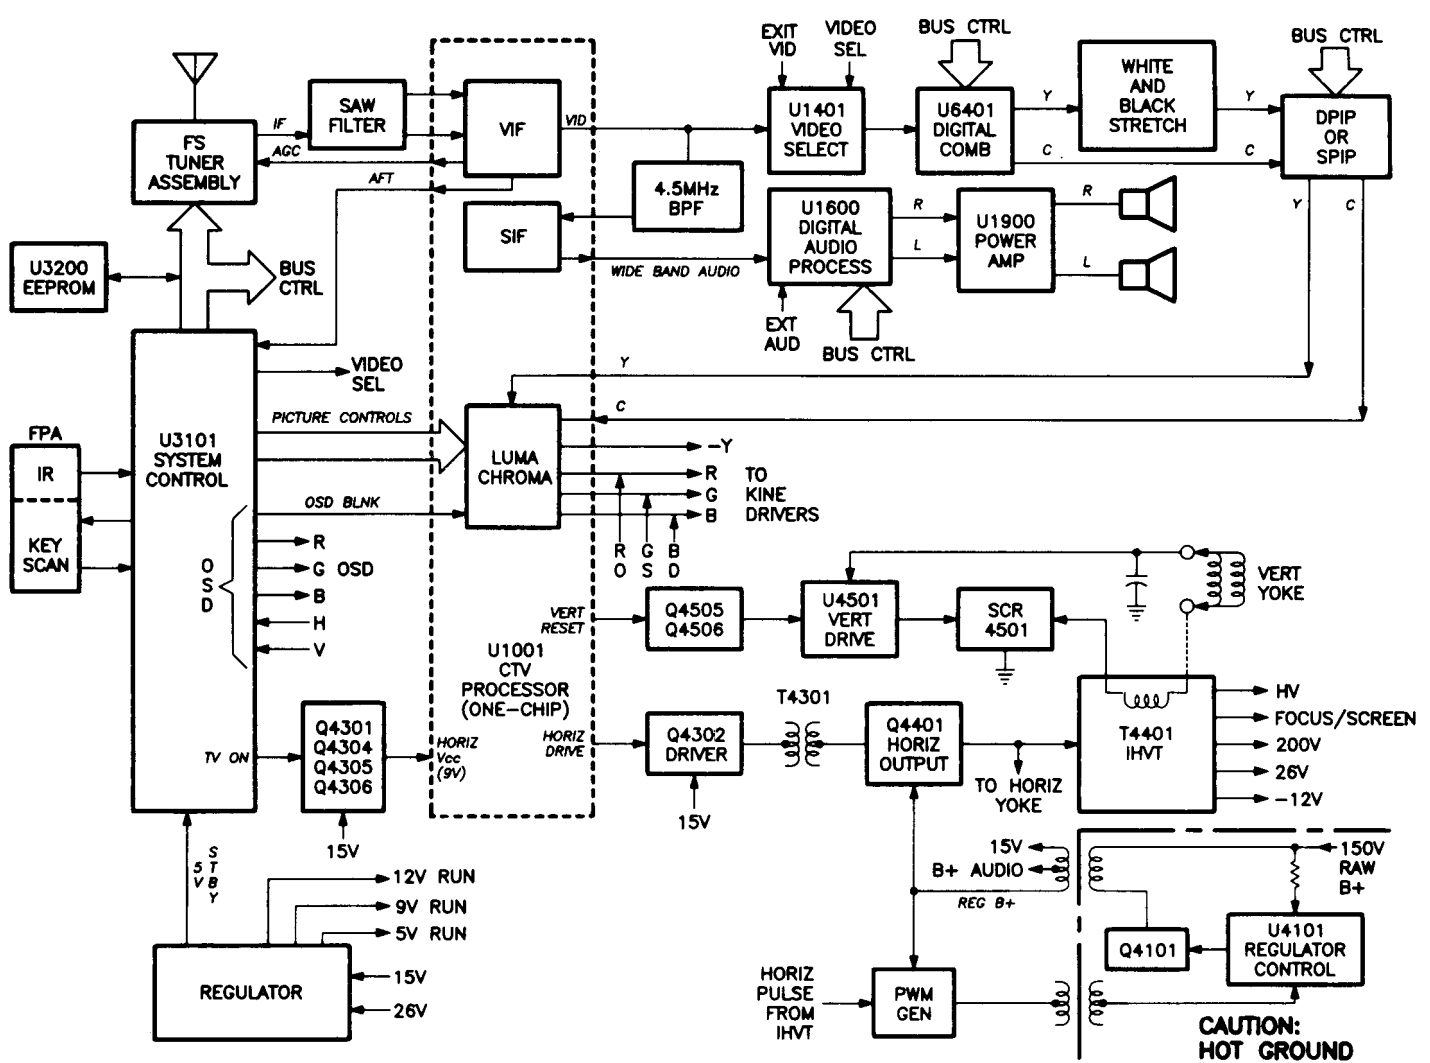 EXIT
VID
VIDEO
SEL
BUS CTRL
BUS CTRL
SAW
FILTER
VIF
VID
U1401
VIDEO
SELECT
U6401
DIGITAL
COMB
Y
WHITE
AND
BLACK
STRETCH
Y
DPIP
OR
SPIP
C
C
FS
TUNER
ASSEMBLY
IF
AGC
AFT
4.5MHz
BPF
SIF
WIDE BAND AUDIO
U1600
DIGITAL
AUDIO
PROCESS
R
L
U1900
POWER
AMP
R
L
Y
C
EXT
AUD
BUS CTRL
U3200
EEPROM
BUS
CTRL
VIDEO
SEL
Y
C
PICTURE CONTROLS
FPA
IR
KEY
SCAN
U3101
SYSTEM
CONTROL
LUMA
CHROMA
-Y
R
G
B
TO
KINE
DRIVERS
OSD BLNK
OSD
R
G OSD
B
H
V
RO
GS
BD
VERT
RESET
Q4505
Q4506
U4501
VERT
DRIVE
SCR
4501
VERT
YOKE
U1001
CTV
PROCESSOR
(ONE-CHIP)
TV ON
Q4301
Q4304
Q4305
Q4306
15V
HORIZ
Vcc
(9V)
HORIZ
DRIVE
Q4302
DRIVER
15V
T4301
Q4401
HORIZ
OUTPUT
TO HORIZ
YOKE
T4401
IHVT
HV
FOCUS/SCREEN
200V
26V
-12V
5V
STBY
12V RUN
9V RUN
5V RUN
REGULATOR
15V
26V
15V
B+ AUDIO
REG B+
150V
RAW
B+
Q4101
U4101
REGULATOR
CONTROL
HORIZ
PULSE
FROM
IHVT
PWM
GEN
CAUTION:
HOT GROUND